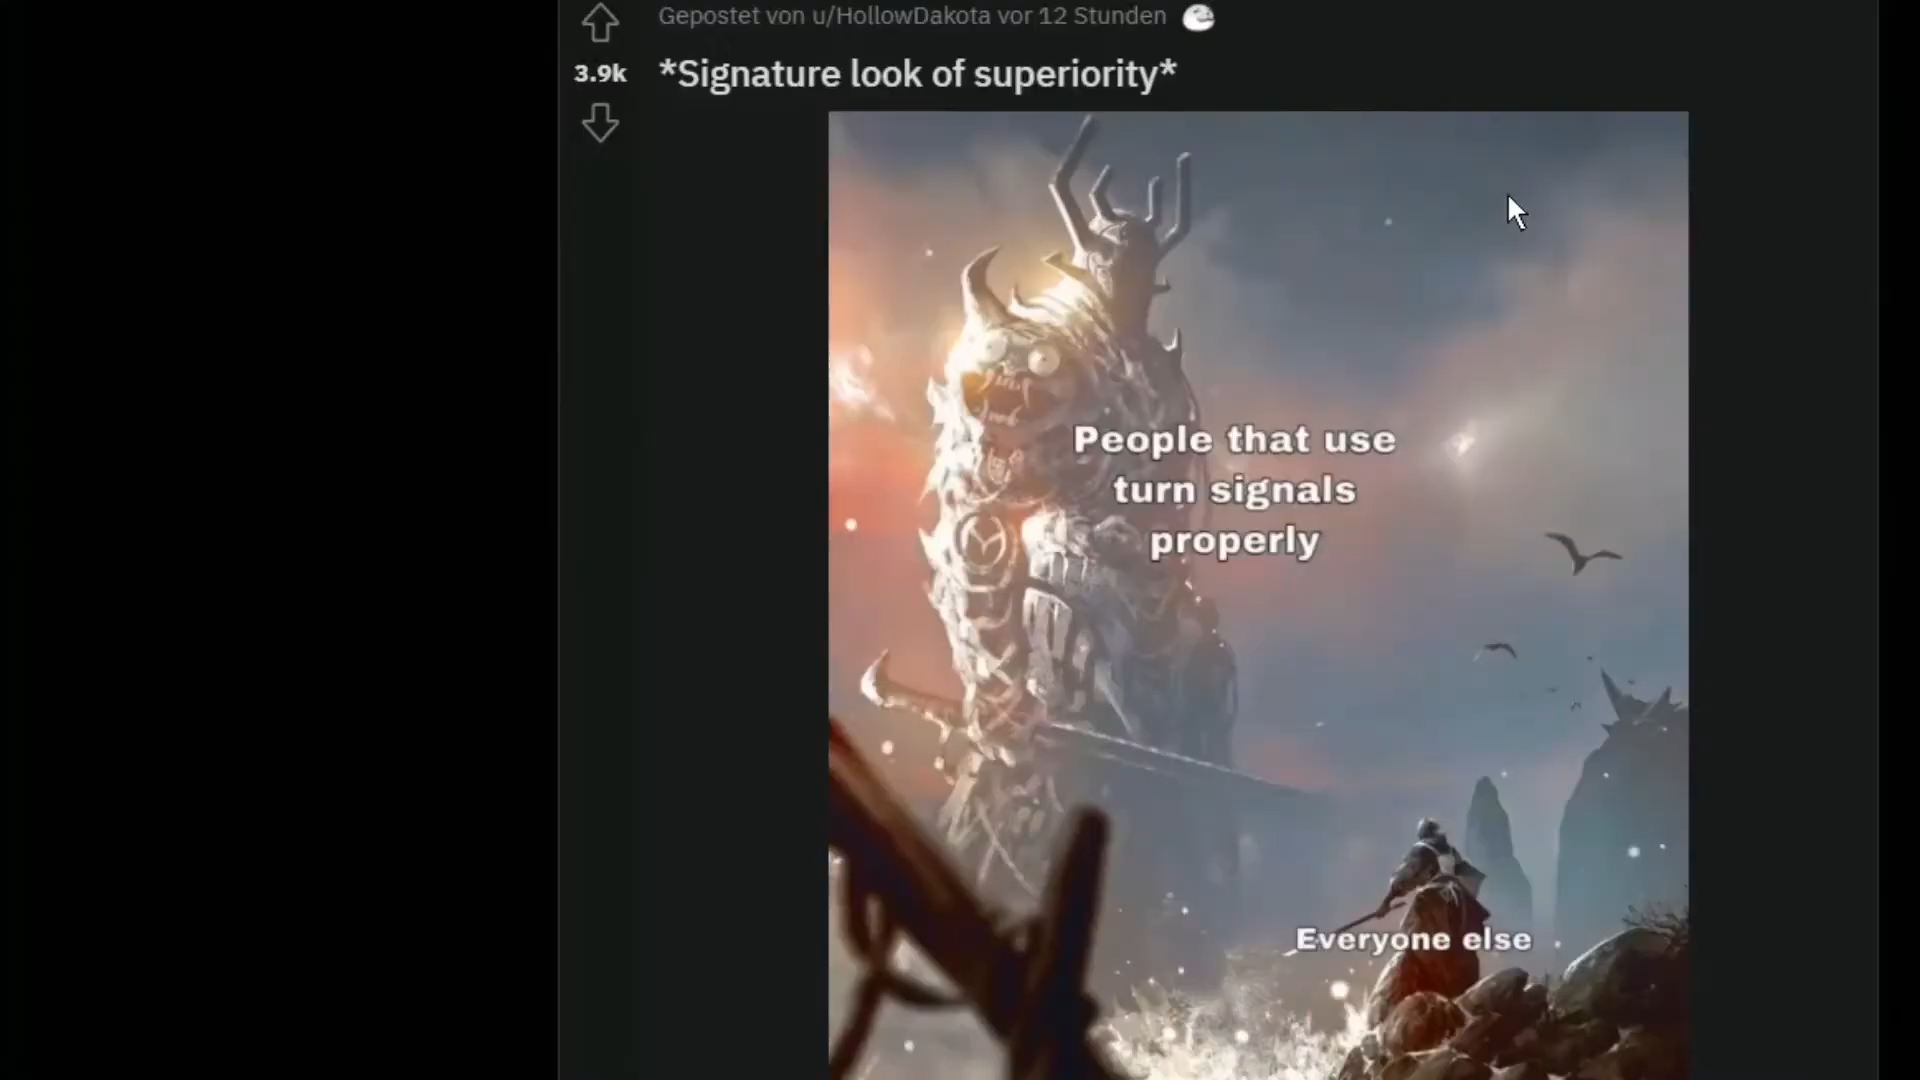 Gepostet von u/HollowDakota vor 12 Stunden
3.9k
*Signature look of superiority*
People that use
turn signals
properly
Everyone else